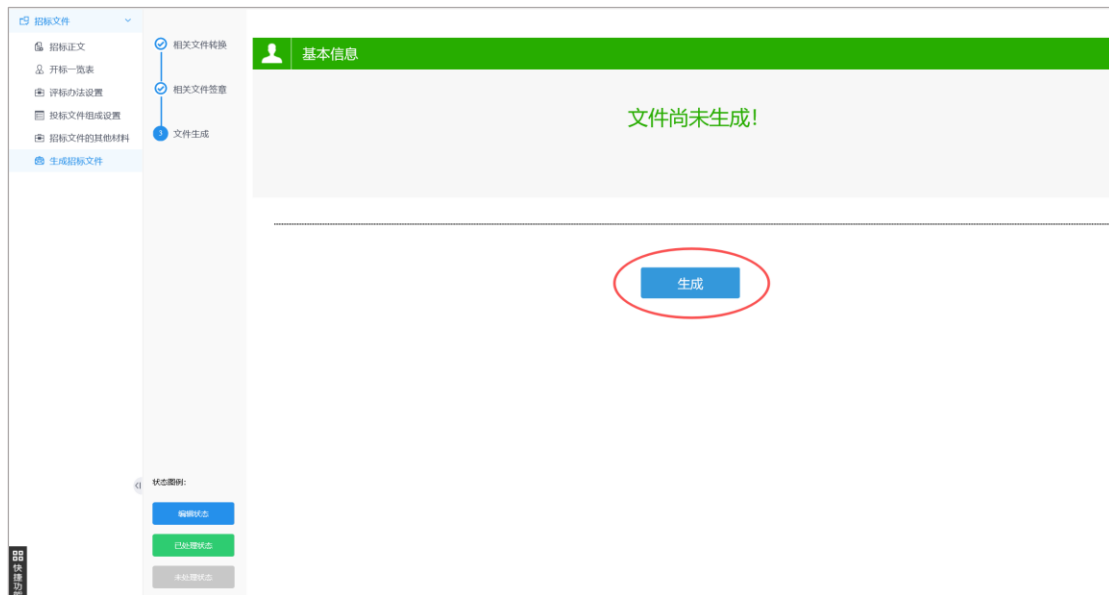 招标文件
招标正文
开标一览表
评标办法设置
投标文件组成设置
招标文件的其他材料
生成招标文件
相关文件转换
相关文件签章
3 文件生成
状态图例:
编辑状态
已处理状态
未处理状态
基本信息
文件尚未生成!
生成
快捷功能